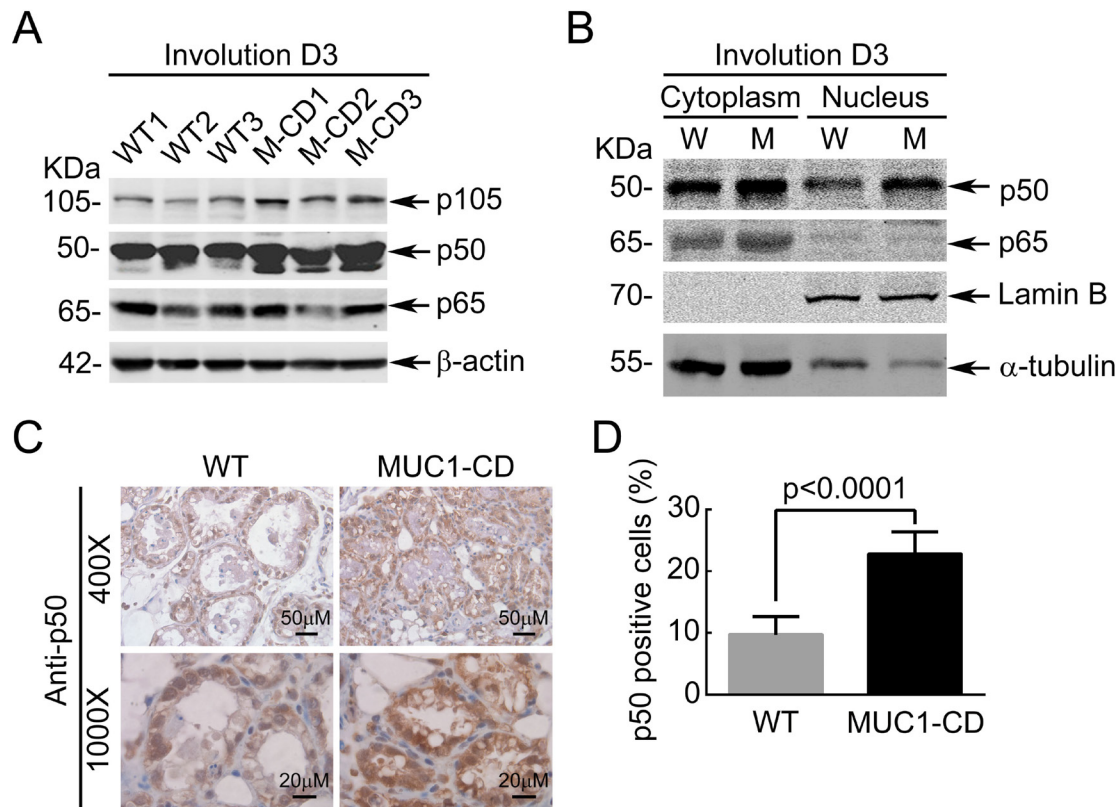 A
Involution D3
WT1 WT2 WT3 M-CD1 M-CD2 M-CD3
KDa
105- p105
50- p50
65- p65
42- β-actin
B
Involution D3
Cytoplasm Nucleus
W M W M
KDa
50- p50
65- p65
70- Lamin B
55- α-tubulin
C
WT MUC1-CD
Anti-p50
400X
50μM 50μM
1000X
20μM 20μM
D
p50 positive cells (%)
p<0.0001
30
20
10
0
WT MUC1-CD